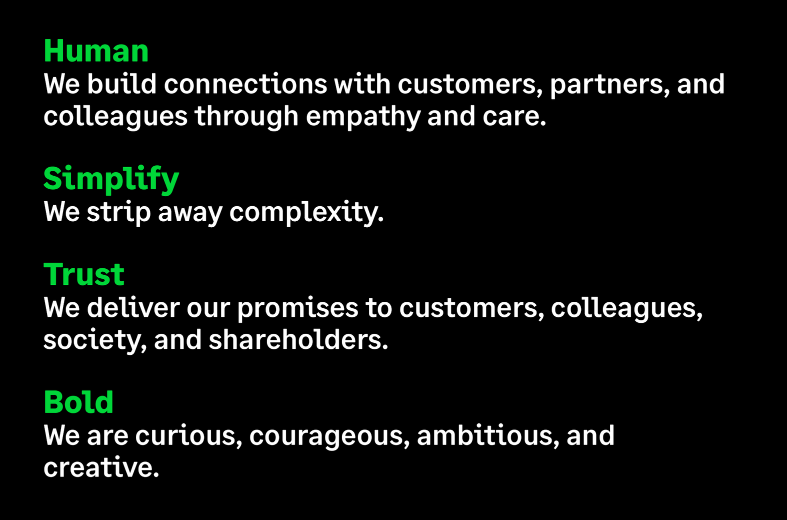 Human
We build connections with customers, partners, and
colleagues through empathy and care.
Simplify
We strip away complexity.
Trust
We deliver our promises to customers, colleagues,
society, and shareholders.
Bold
We are curious, courageous, ambitious, and
creative.